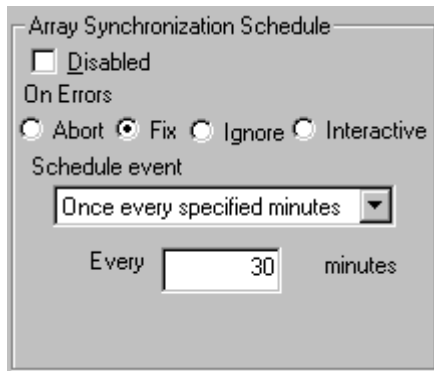 Array Synchronization Schedule
Disabled
On Errors
Abort Fix Ignore Interactive
Schedule event
Once every specified minutes
Every 30 minutes